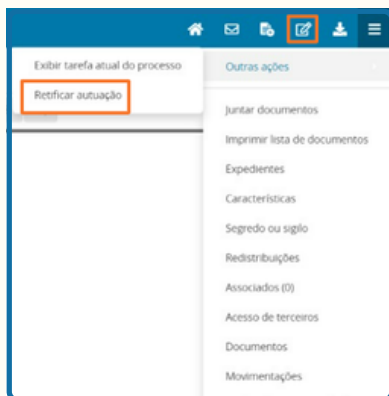 Exibir tarefa atual do processo
Retificar autuação
Outras ações
Juntar documentos
Imprimir lista de documentos
Expedientes
Características
Segredo ou sigilo
Redistribuições
Associados (0)
Acesso de terceiros
Documentos
Movimentações